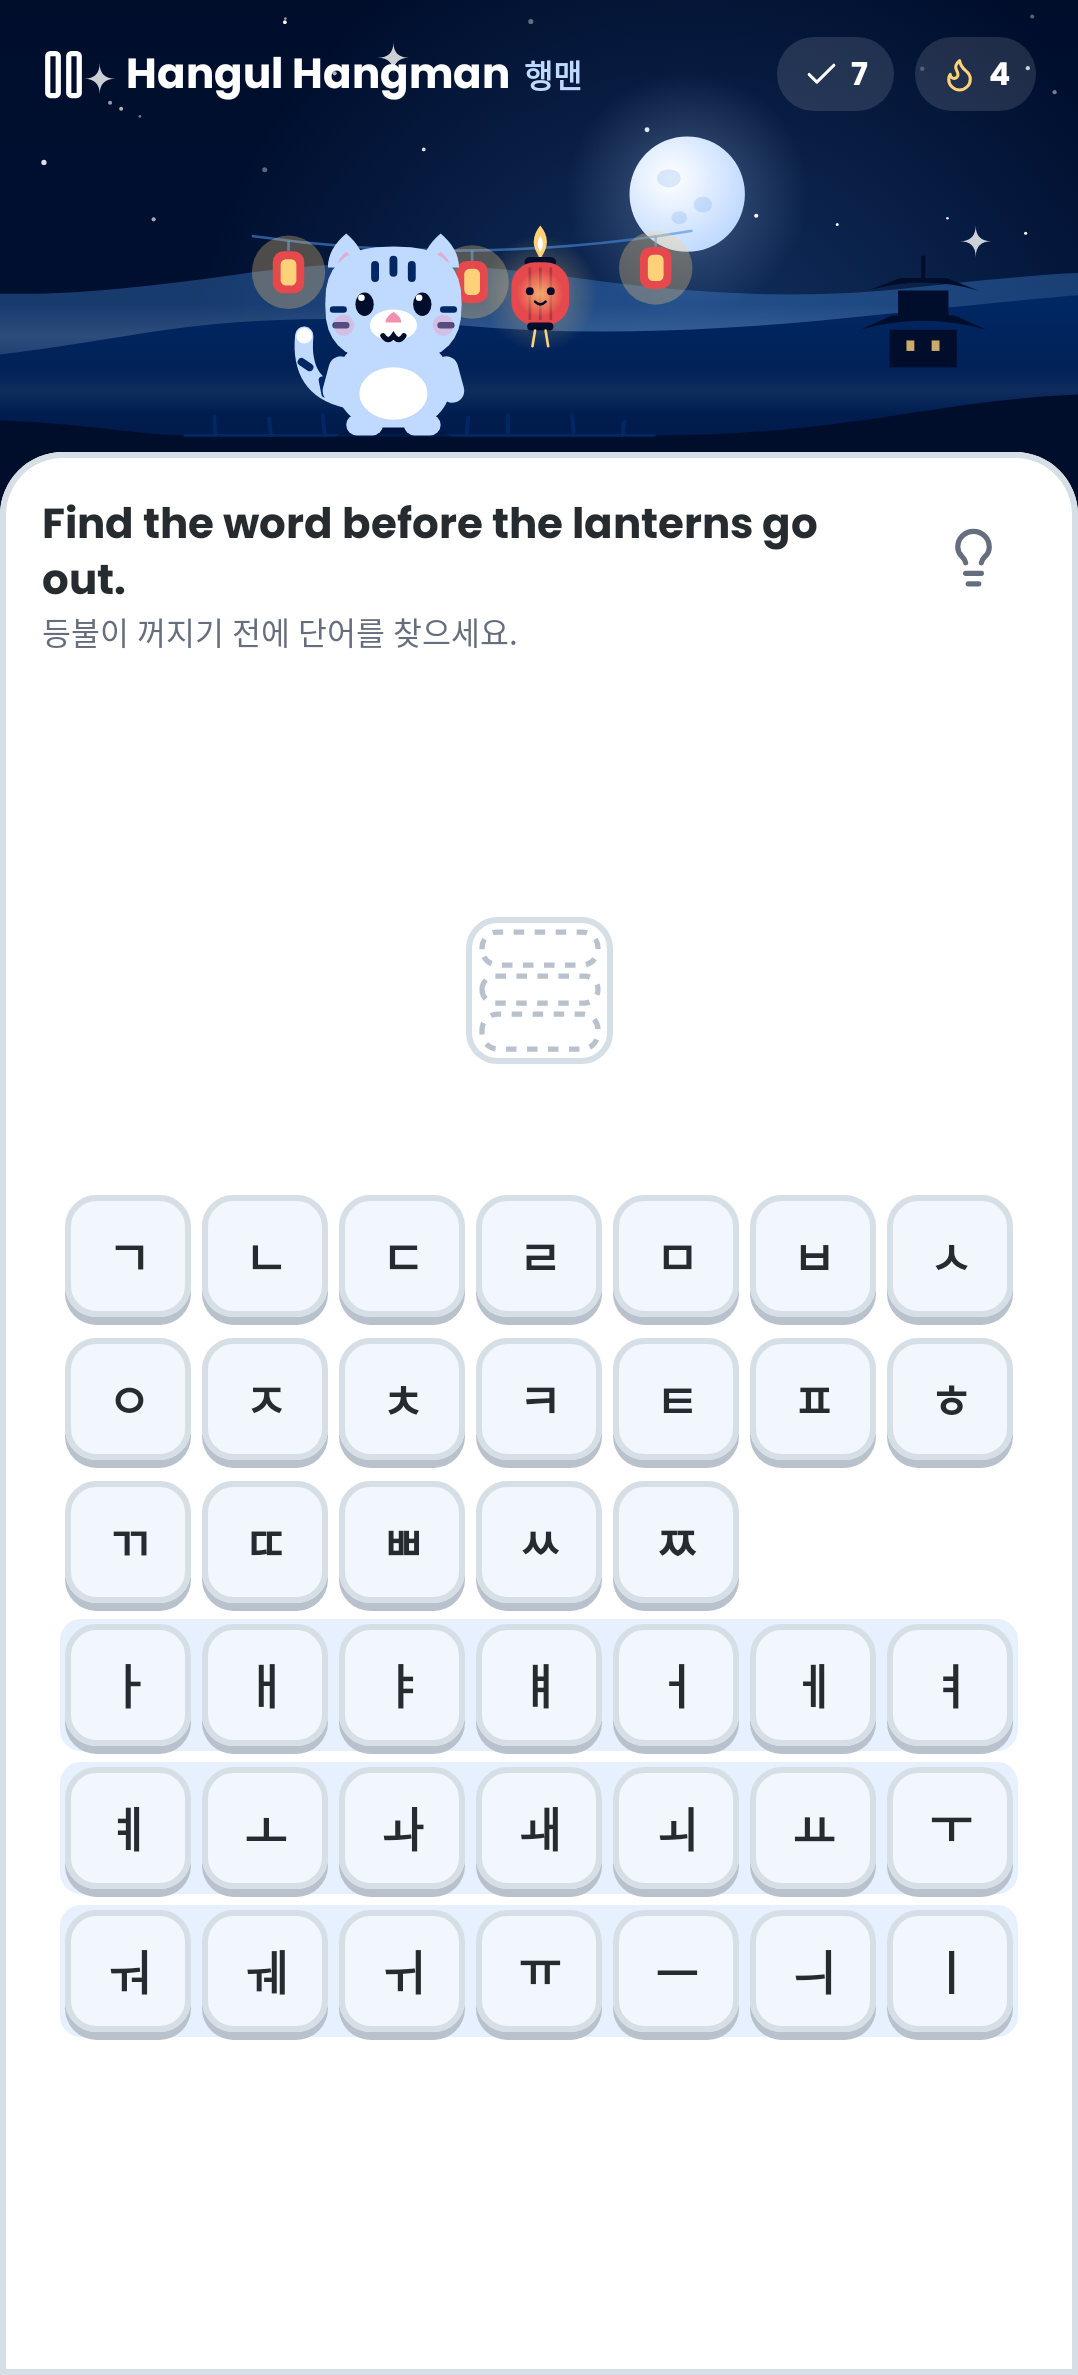 Hangul Hangman 행맨 7 4
Find the word before the lanterns go
out.
등불이 꺼지기 전에 단어를 찾으세요.
ㄱ ㄴ ㄷ ㄹ ㅁ ㅂ ㅅ
ㅇ ㅈ ㅊ ㅋ ㅌ ㅍ ㅎ
ㄲ ㄸ ㅃ ㅆ ㅉ
ㅏ ㅐ ㅑ ㅒ ㅓ ㅔ ㅕ
ㅖ ㅗ ㅘ ㅙ ㅚ ㅛ ㅜ
ㅝ ㅞ ㅟ ㅠ ㅡ ㅢ ㅣ